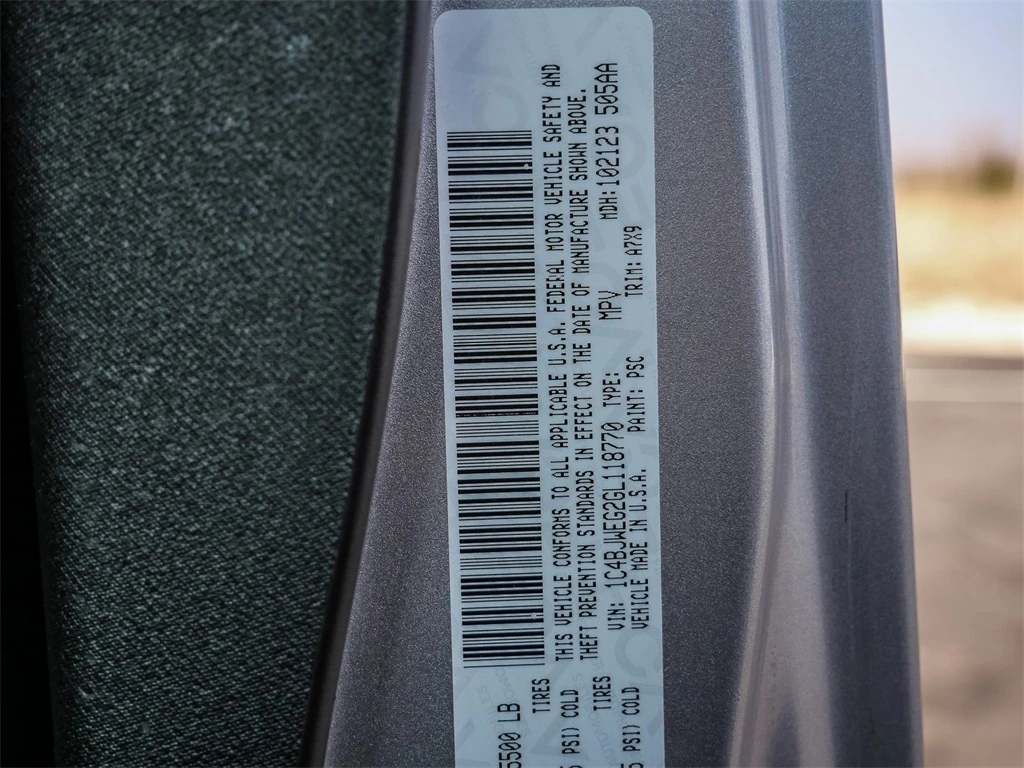 5500 LB
TIRES
PSI) COLD
TIRES
PSI) COLD
THIS VEHICLE CONFORMS TO ALL APPLICABLE U.S.A. FEDERAL MOTOR VEHICLE SAFETY AND
THEFT PREVENTION STANDARDS IN EFFECT ON THE DATE OF MANUFACTURE SHOWN ABOVE.
VIN: 1C4BJWEG2GL118770 TYPE: MPV MDH:102123 505AA
VEHICLE MADE IN U.S.A. PAINT: PSC TRIM: A7X9